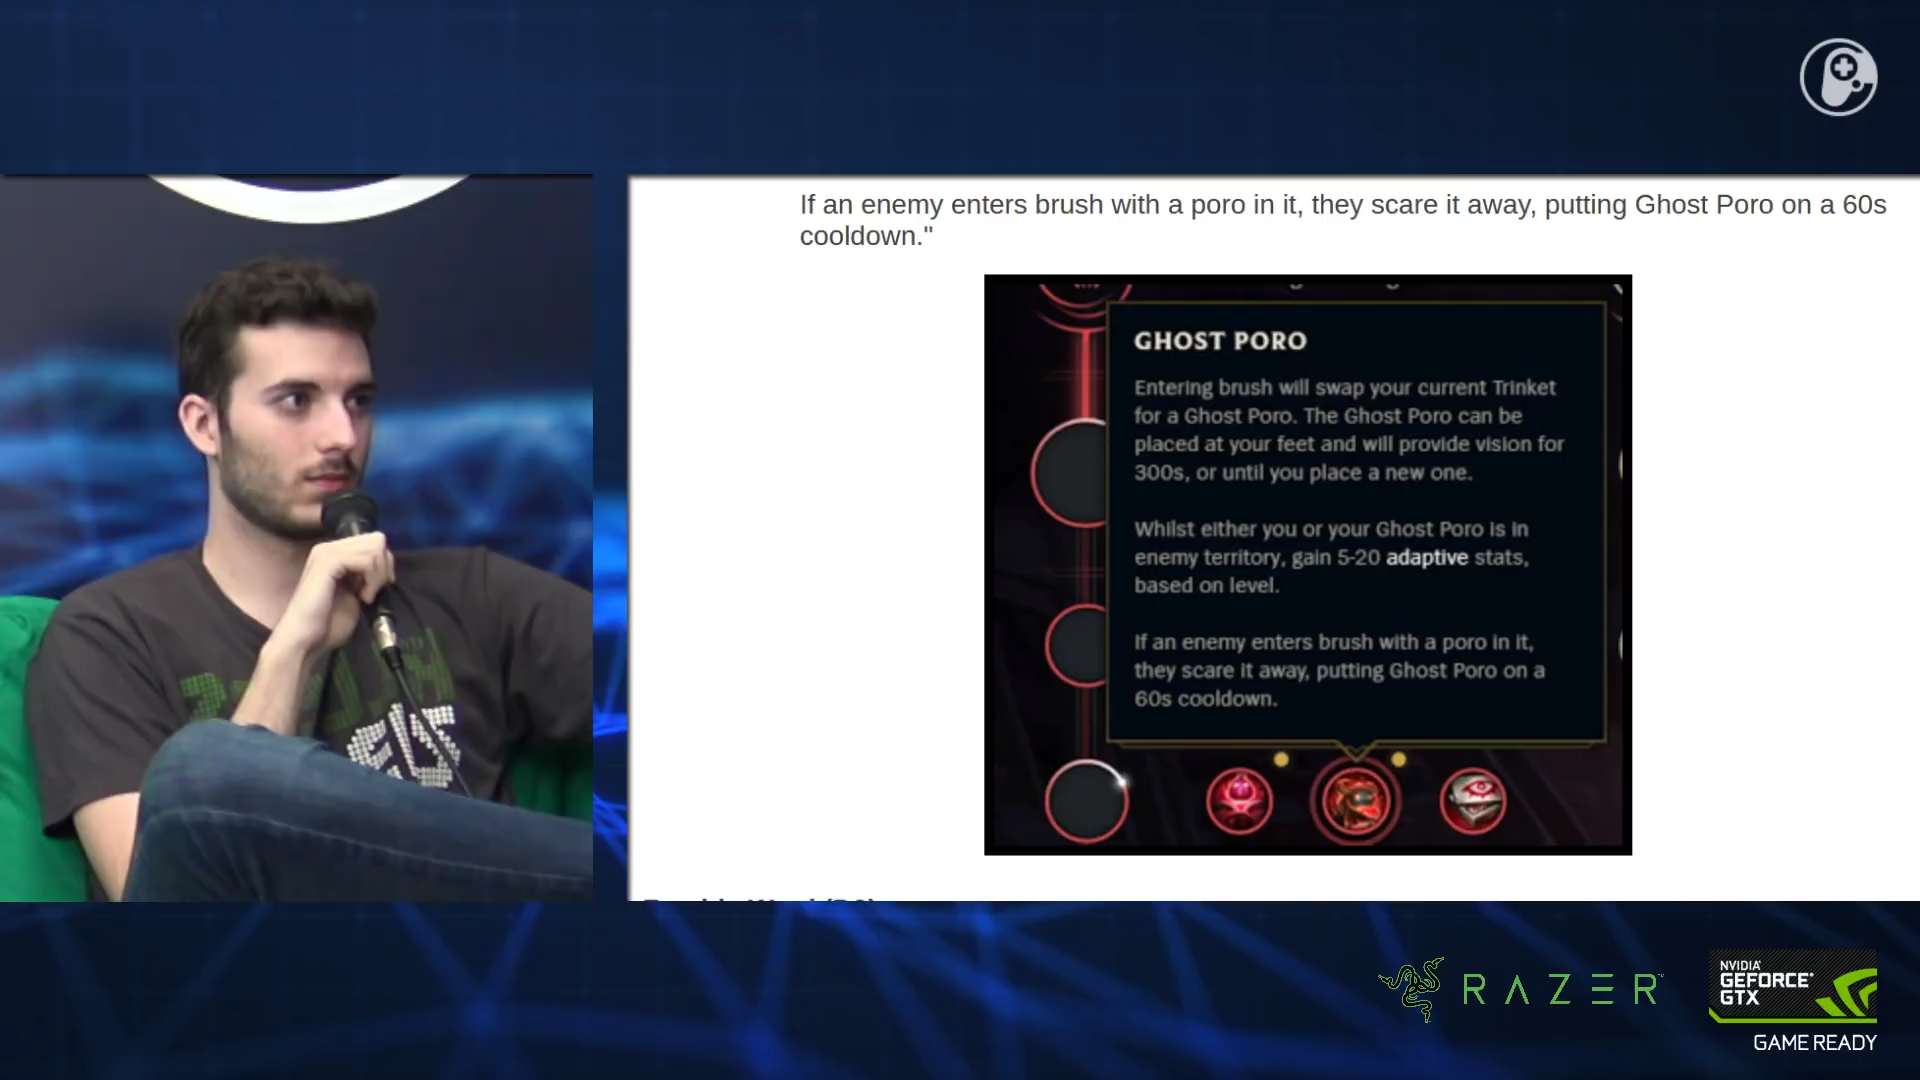 If an enemy enters brush with a poro in it, they scare it away, putting Ghost Poro on a 60s
cooldown."
GHOST PORO
Entering brush will swap your current Trinket
for a Ghost Poro. The Ghost Poro can be
placed at your feet and will provide vision for
300s, or until you place a new one.
Whilst either you or your Ghost Poro is in
enemy territory, gain 5-20 adaptive stats,
based on level.
If an enemy enters brush with a poro in it,
they scare it away, putting Ghost Poro on a
60s cooldown.
RAZER
NVIDIA
GEFORCE
GTX
GAME READY